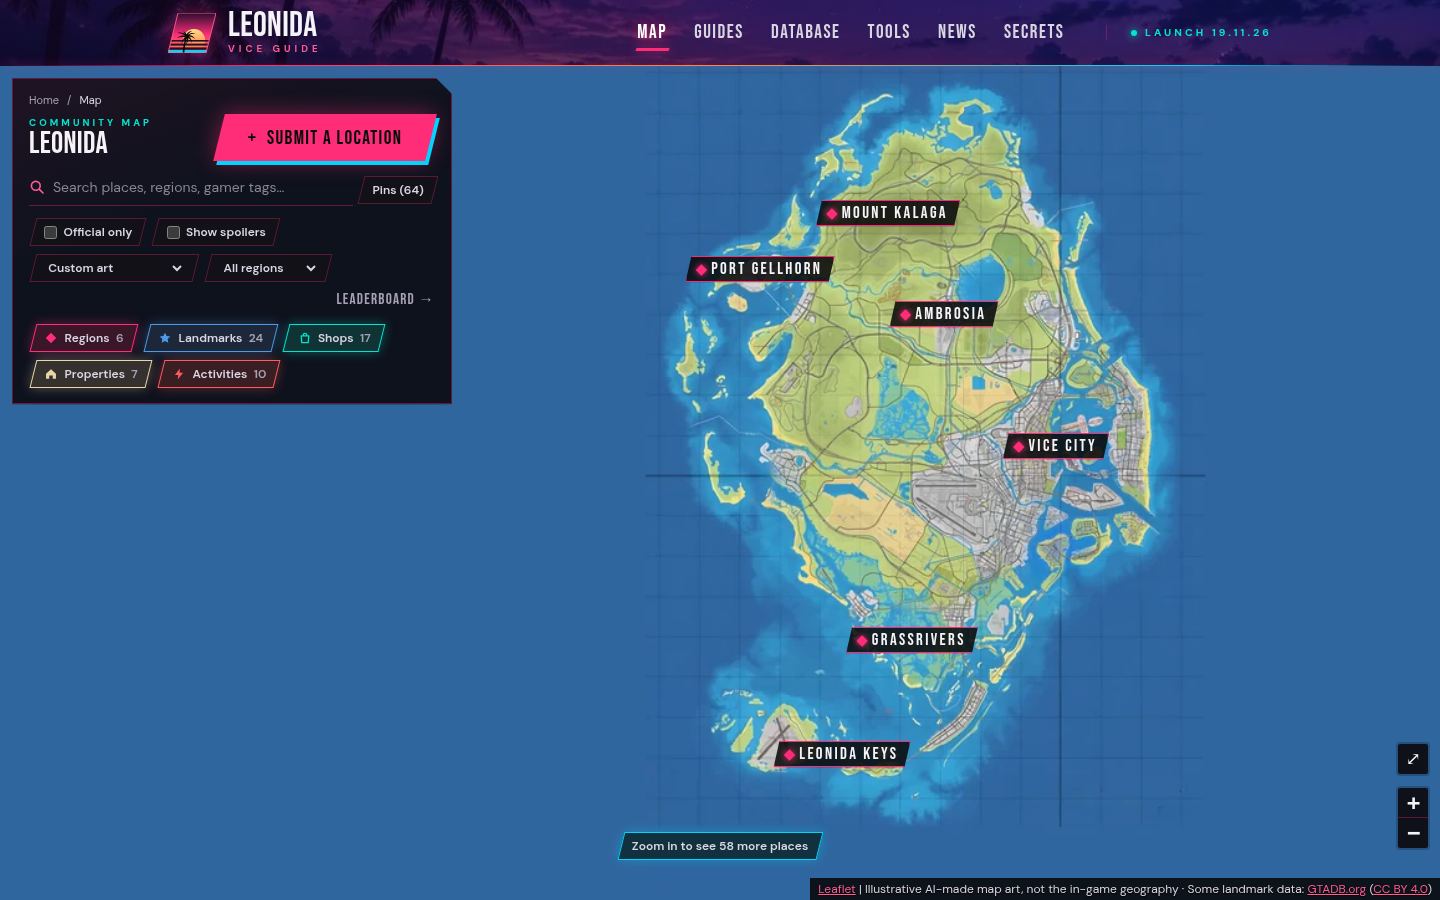 LEONIDA
VICE GUIDE
MAP GUIDES DATABASE TOOLS NEWS SECRETS
LAUNCH 19.11.26
Home / Map
COMMUNITY MAP
LEONIDA
+ SUBMIT A LOCATION
Search places, regions, gamer tags...
Pins (64)
Official only Show spoilers
Custom art All regions
LEADERBOARD →
Regions 6 Landmarks 24 Shops 17
Properties 7 Activities 10
MOUNT KALAGA
PORT GELLHORN
AMBROSIA
VICE CITY
GRASSRIVERS
LEONIDA KEYS
+
−
Zoom in to see 58 more places
Leaflet | Illustrative AI-made map art, not the in-game geography · Some landmark data: GTADB.org (CC BY 4.0)